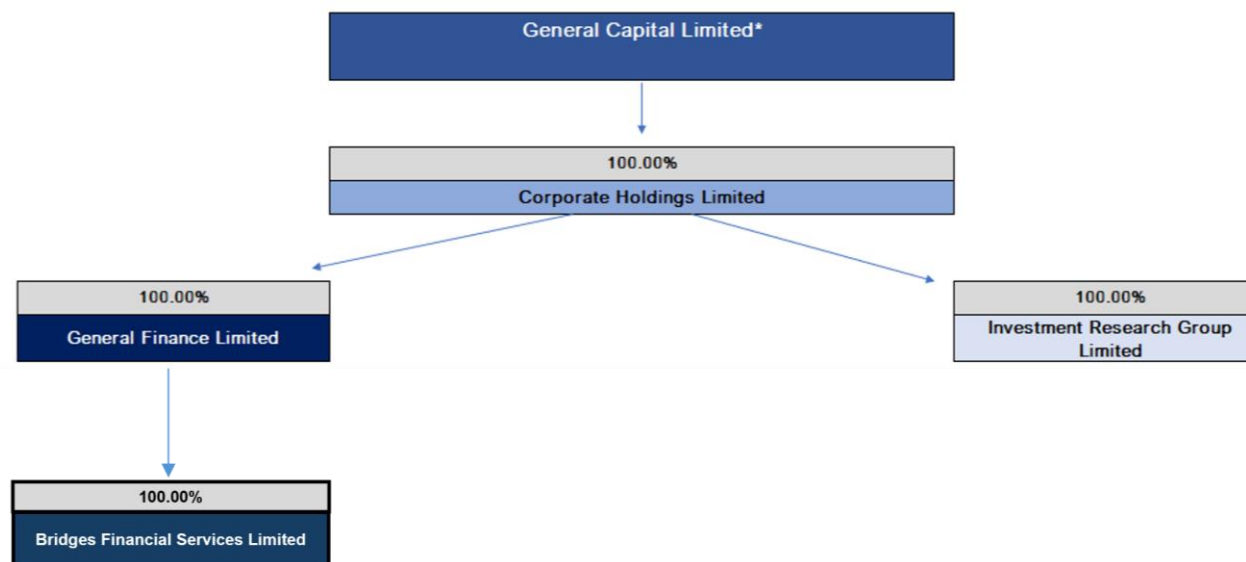 General Capital Limited*
100.00%
Corporate Holdings Limited
100.00%
General Finance Limited
100.00%
Investment Research Group
Limited
100.00%
Bridges Financial Services Limited